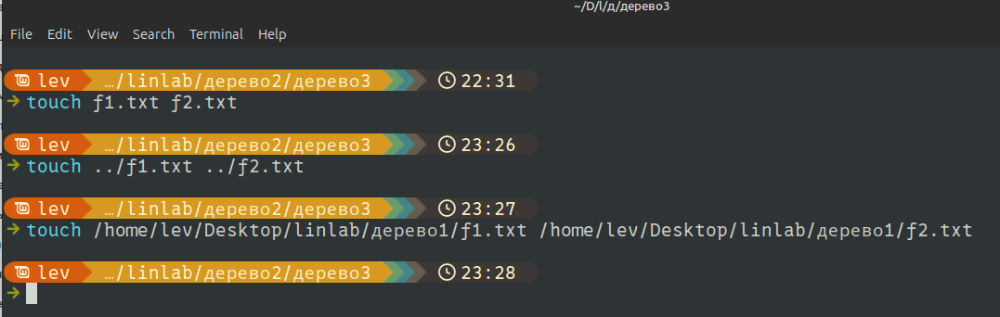 ~/D/l/д/дерево3
File Edit View Search Terminal Help
lev …/linlab/дерево2/дерево3 22:31
➜ touch f1.txt f2.txt
lev …/linlab/дерево2/дерево3 23:26
➜ touch ../f1.txt ../f2.txt
lev …/linlab/дерево2/дерево3 23:27
➜ touch /home/lev/Desktop/linlab/дерево1/f1.txt /home/lev/Desktop/linlab/дерево1/f2.txt
lev …/linlab/дерево2/дерево3 23:28
➜